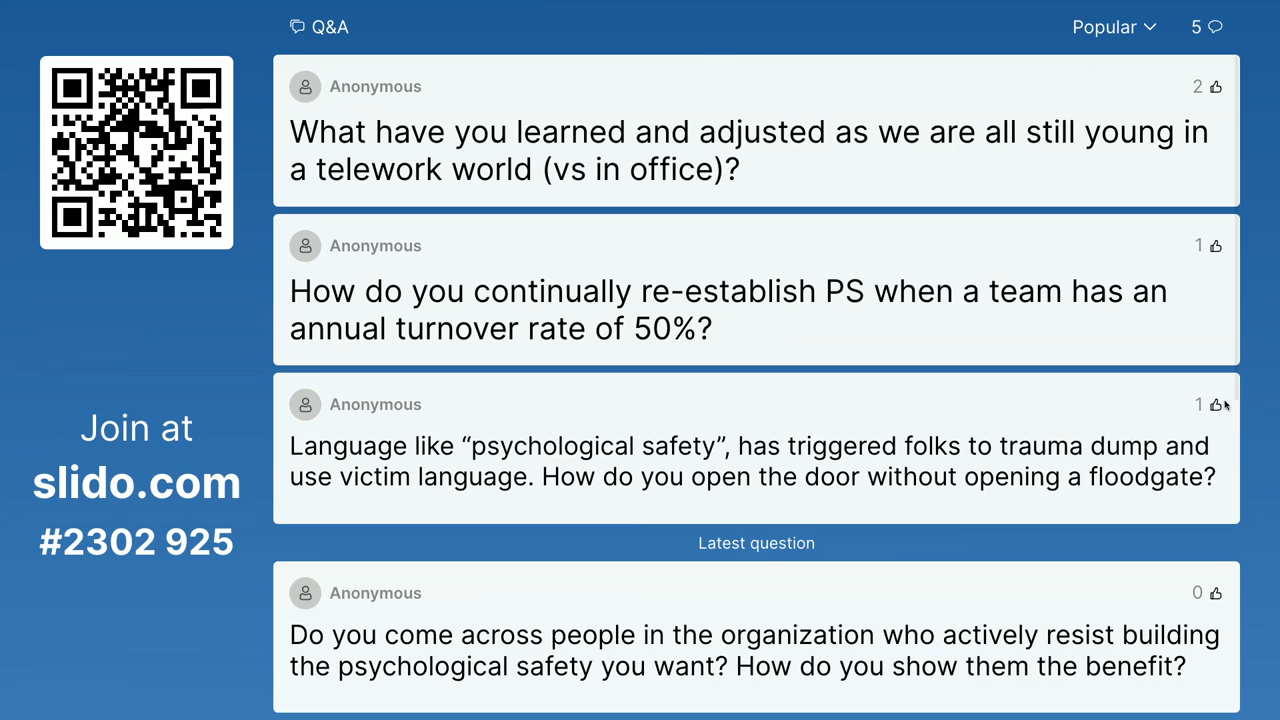 Q&A
Popular
5
Anonymous
2
What have you learned and adjusted as we are all still young in
a telework world (vs in office)?
Anonymous
1
How do you continually re-establish PS when a team has an
annual turnover rate of 50%?
Anonymous
1
Language like “psychological safety”, has triggered folks to trauma dump and
use victim language. How do you open the door without opening a floodgate?
Latest question
Anonymous
0
Do you come across people in the organization who actively resist building
the psychological safety you want? How do you show them the benefit?
Join at
slido.com
#2302 925